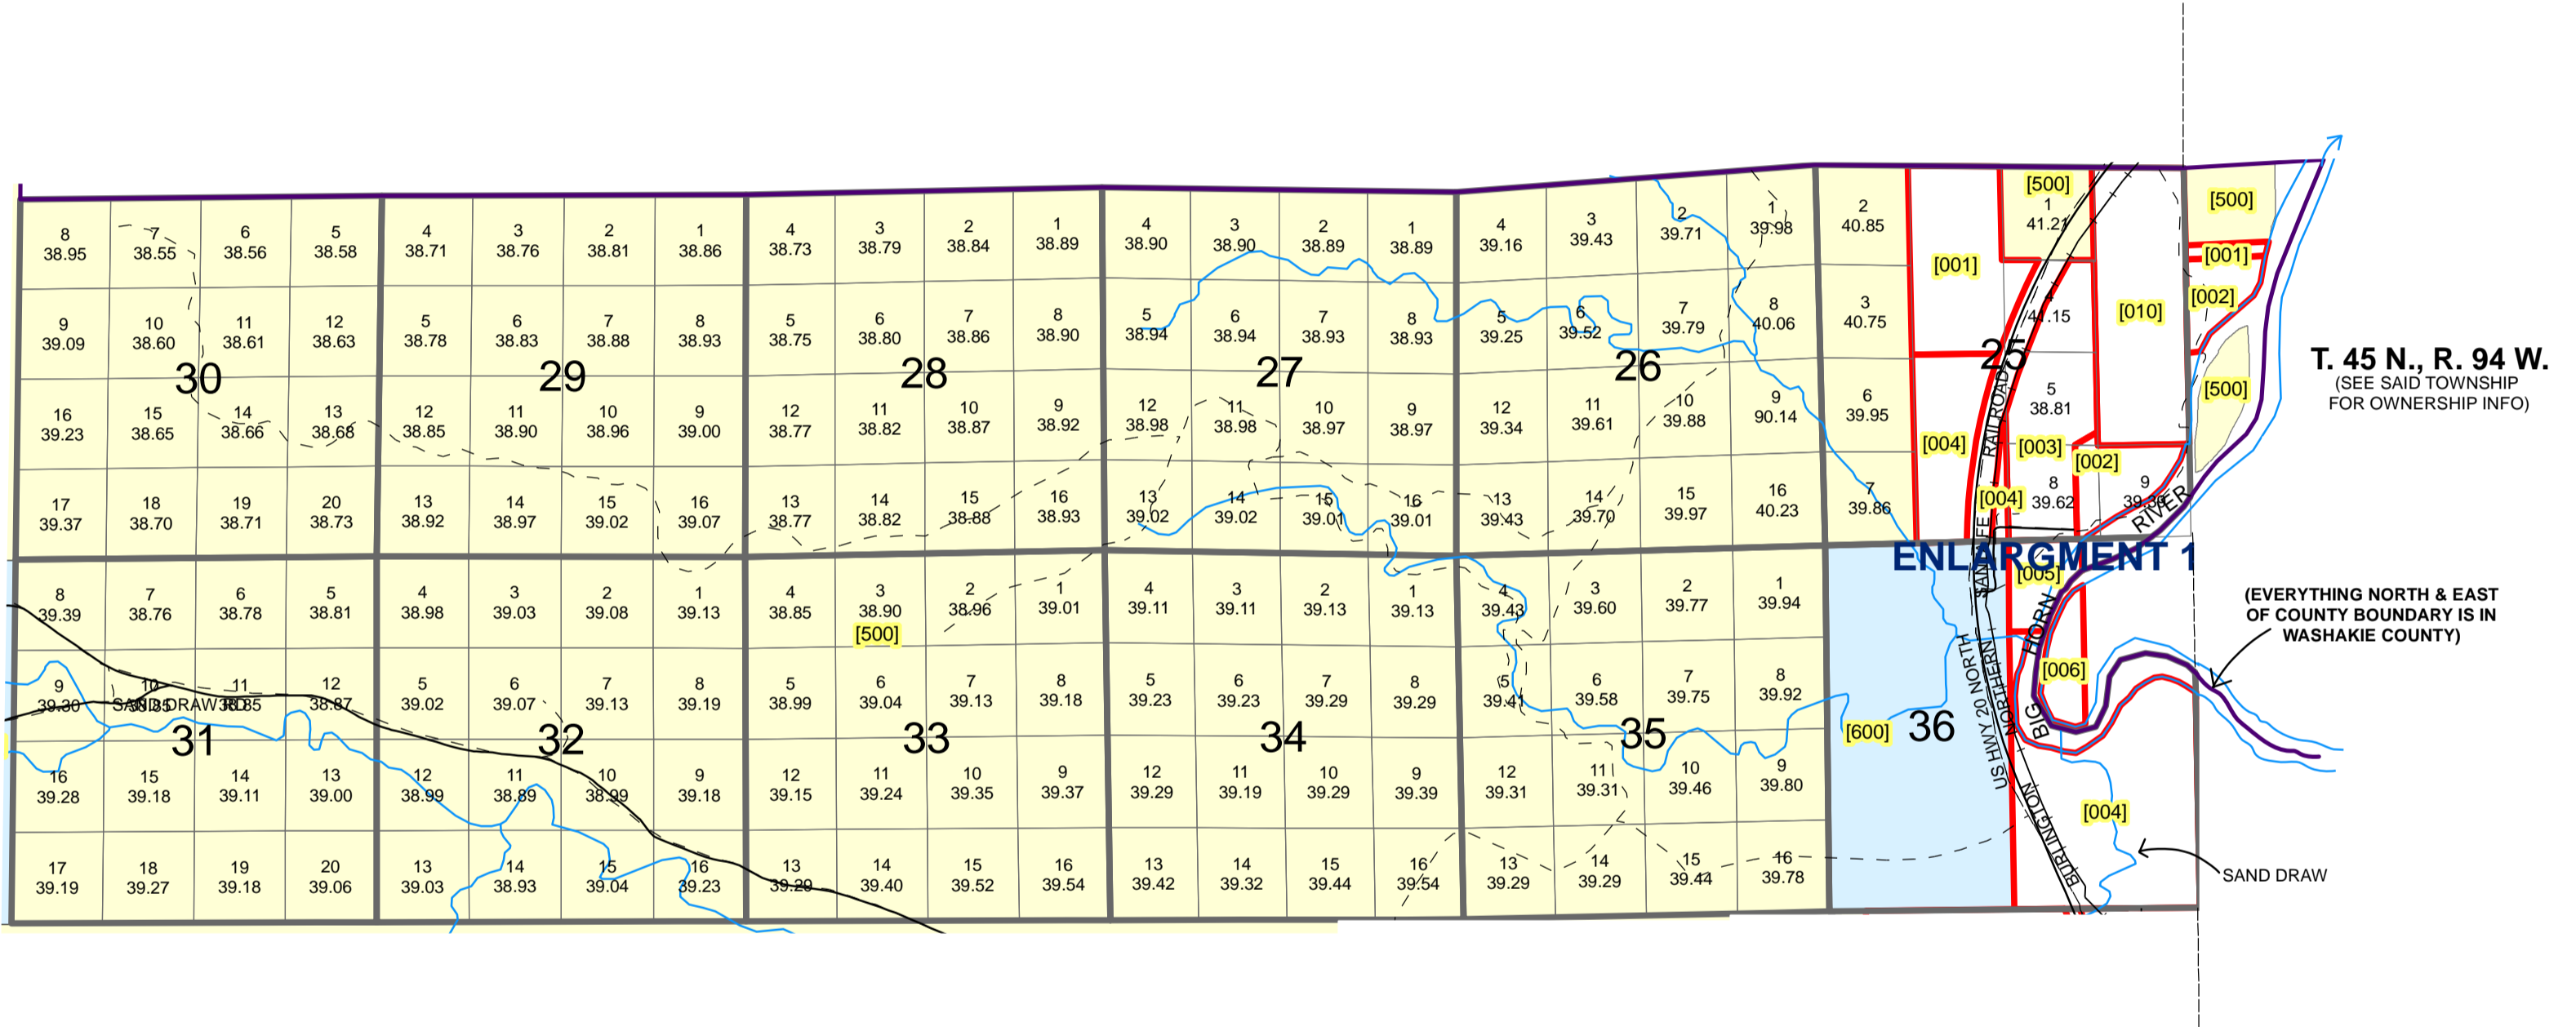 [500]
1
41.21
[500]
8 7 6 5 4 3 2 1 4 3 2 1 4 3 2 1 4 3 2 1 2
38.95 38.55 38.56 38.58 38.71 38.76 38.81 38.86 38.73 38.79 38.84 38.89 38.90 38.90 38.89 38.89 39.16 39.43 39.71 39.98 40.85
[001]
[001]
[002]
[010]
9 10 11 12 5 6 7 8 5 6 7 8 5 6 7 8 5 6 7 8 3 4
39.09 38.60 38.61 38.63 38.78 38.83 38.88 38.93 38.75 38.80 38.86 38.90 38.94 38.94 38.93 38.93 39.25 39.52 39.79 40.06 40.75 41.15
30 29 28 27 26 25
T. 45 N., R. 94 W.
(SEE SAID TOWNSHIP
FOR OWNERSHIP INFO)
[500]
16 15 14 13 12 11 10 9 12 11 10 9 12 11 10 9 12 11 10 9 6 5
39.23 38.65 38.66 38.68 38.85 38.90 38.96 39.00 38.77 38.82 38.87 38.92 38.98 38.98 38.97 38.97 39.34 39.61 39.88 90.14 39.95 38.81
[004]
[003]
[002]
[004]
17 18 19 20 13 14 15 16 13 14 15 16 13 14 15 16 13 14 15 16 7 8 9
39.37 38.70 38.71 38.73 38.92 38.97 39.02 39.07 38.77 38.82 38.88 38.93 39.02 39.02 39.01 39.01 39.43 39.70 39.97 40.23 39.86 39.62 39.39
ENLARGMENT 1
[005]
8 7 6 5 4 3 2 1 4 3 2 1 4 3 2 1 4 3 2 1
39.39 38.76 38.78 38.81 38.98 39.03 39.08 39.13 38.85 38.90 38.96 39.01 39.11 39.11 39.13 39.13 39.43 39.60 39.77 39.94
[500]
(EVERYTHING NORTH & EAST
OF COUNTY BOUNDARY IS IN
WASHAKIE COUNTY)
[006]
9 10 11 12 5 6 7 8 5 6 7 8 5 6 7 8 5 6 7 8
39.30 38.85 38.85 38.87 39.02 39.07 39.13 39.19 38.99 39.04 39.13 39.18 39.23 39.23 39.29 39.29 39.41 39.58 39.75 39.92
SAND DRAW RD
31 32 33 34 35 36
[600]
16 15 14 13 12 11 10 9 12 11 10 9 12 11 10 9 12 11 10 9
39.28 39.18 39.11 39.00 38.99 38.89 38.99 39.18 39.15 39.24 39.35 39.37 39.29 39.19 39.29 39.39 39.31 39.31 39.46 39.80
[004]
17 18 19 20 13 14 15 16 13 14 15 16 13 14 15 16 13 14 15 16
39.19 39.27 39.18 39.06 39.03 38.93 39.04 39.23 39.29 39.40 39.52 39.54 39.42 39.32 39.44 39.54 39.29 39.29 39.44 39.78
SAND DRAW
BURLINGTON NORTHERN SANTA FE RAILROAD
US HWY 20 NORTH
BIG HORN RIVER